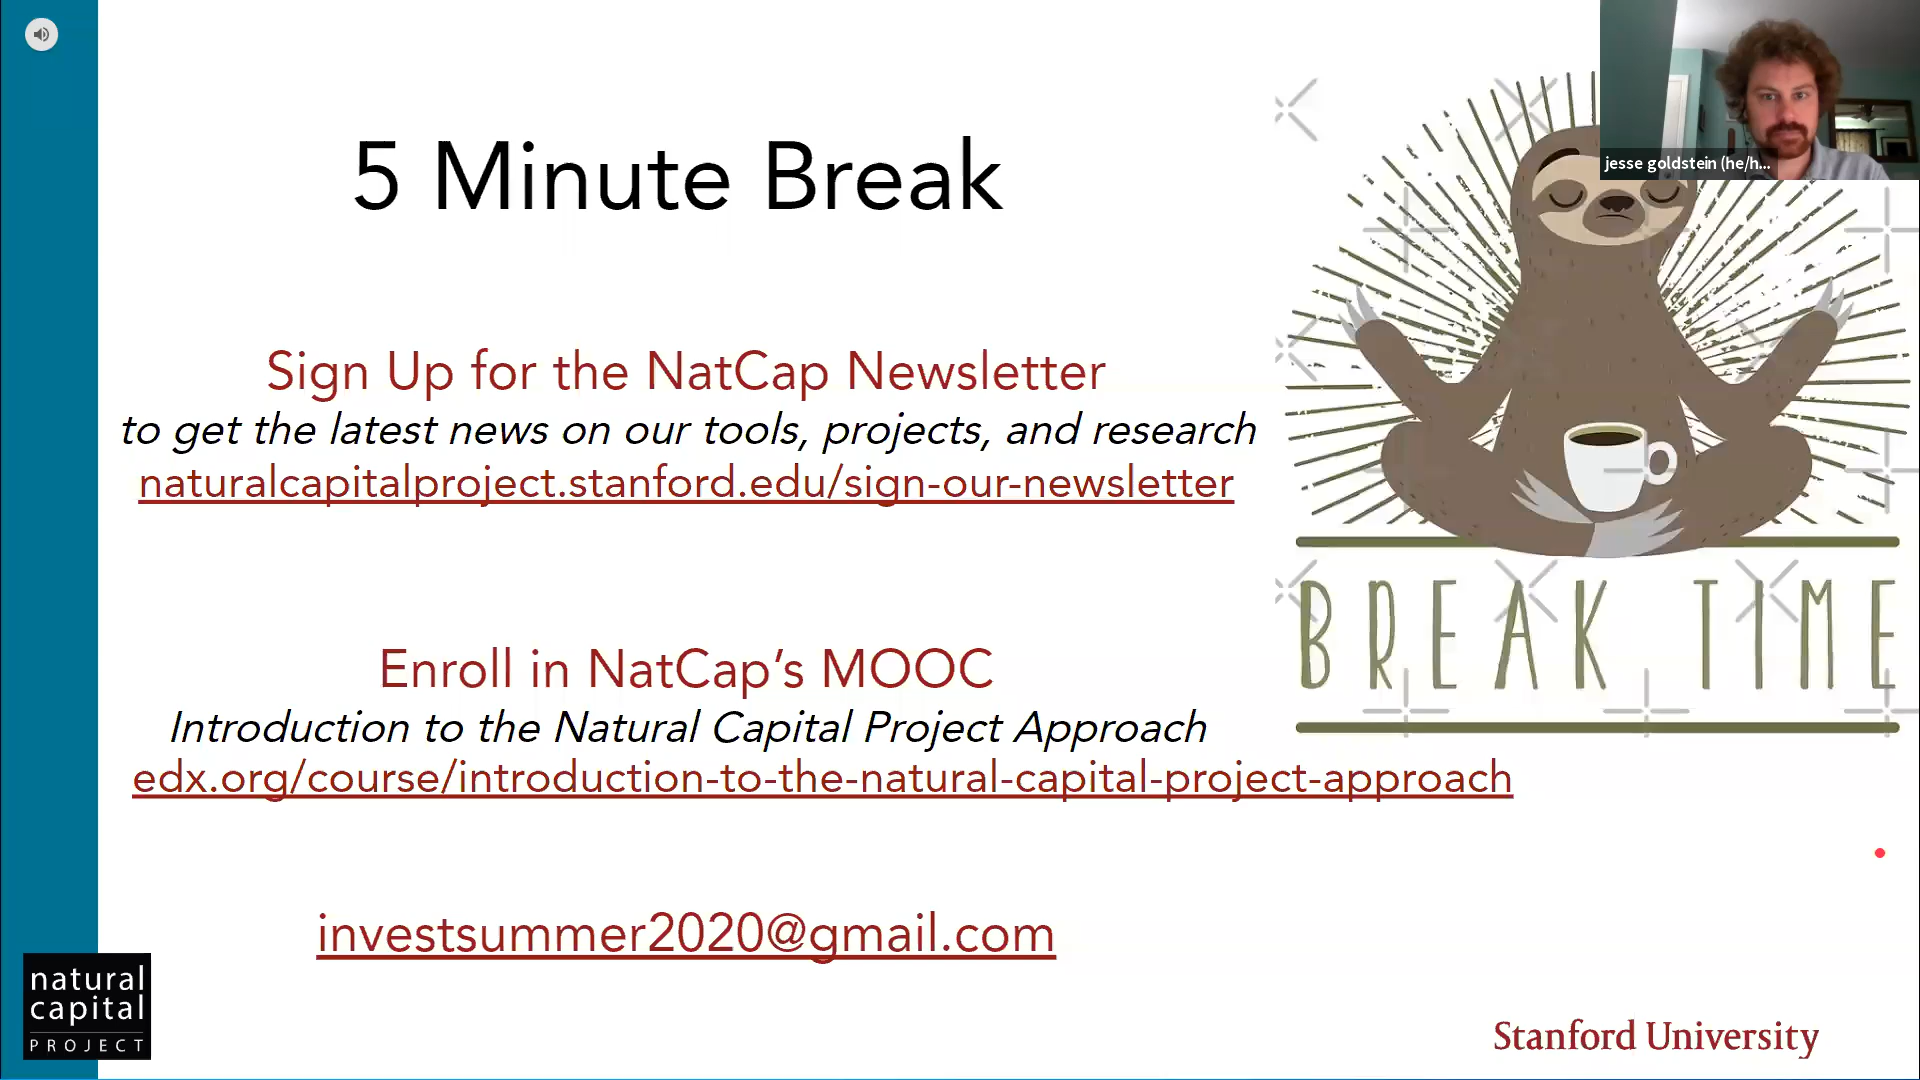 5 Minute Break
jesse goldstein (he/h...
Sign Up for the NatCap Newsletter
to get the latest news on our tools, projects, and research
naturalcapitalproject.stanford.edu/sign-our-newsletter
BREAK TIME
Enroll in NatCap’s MOOC
Introduction to the Natural Capital Project Approach
edx.org/course/introduction-to-the-natural-capital-project-approach
investsummer2020@gmail.com
natural
capital
PROJECT
Stanford University